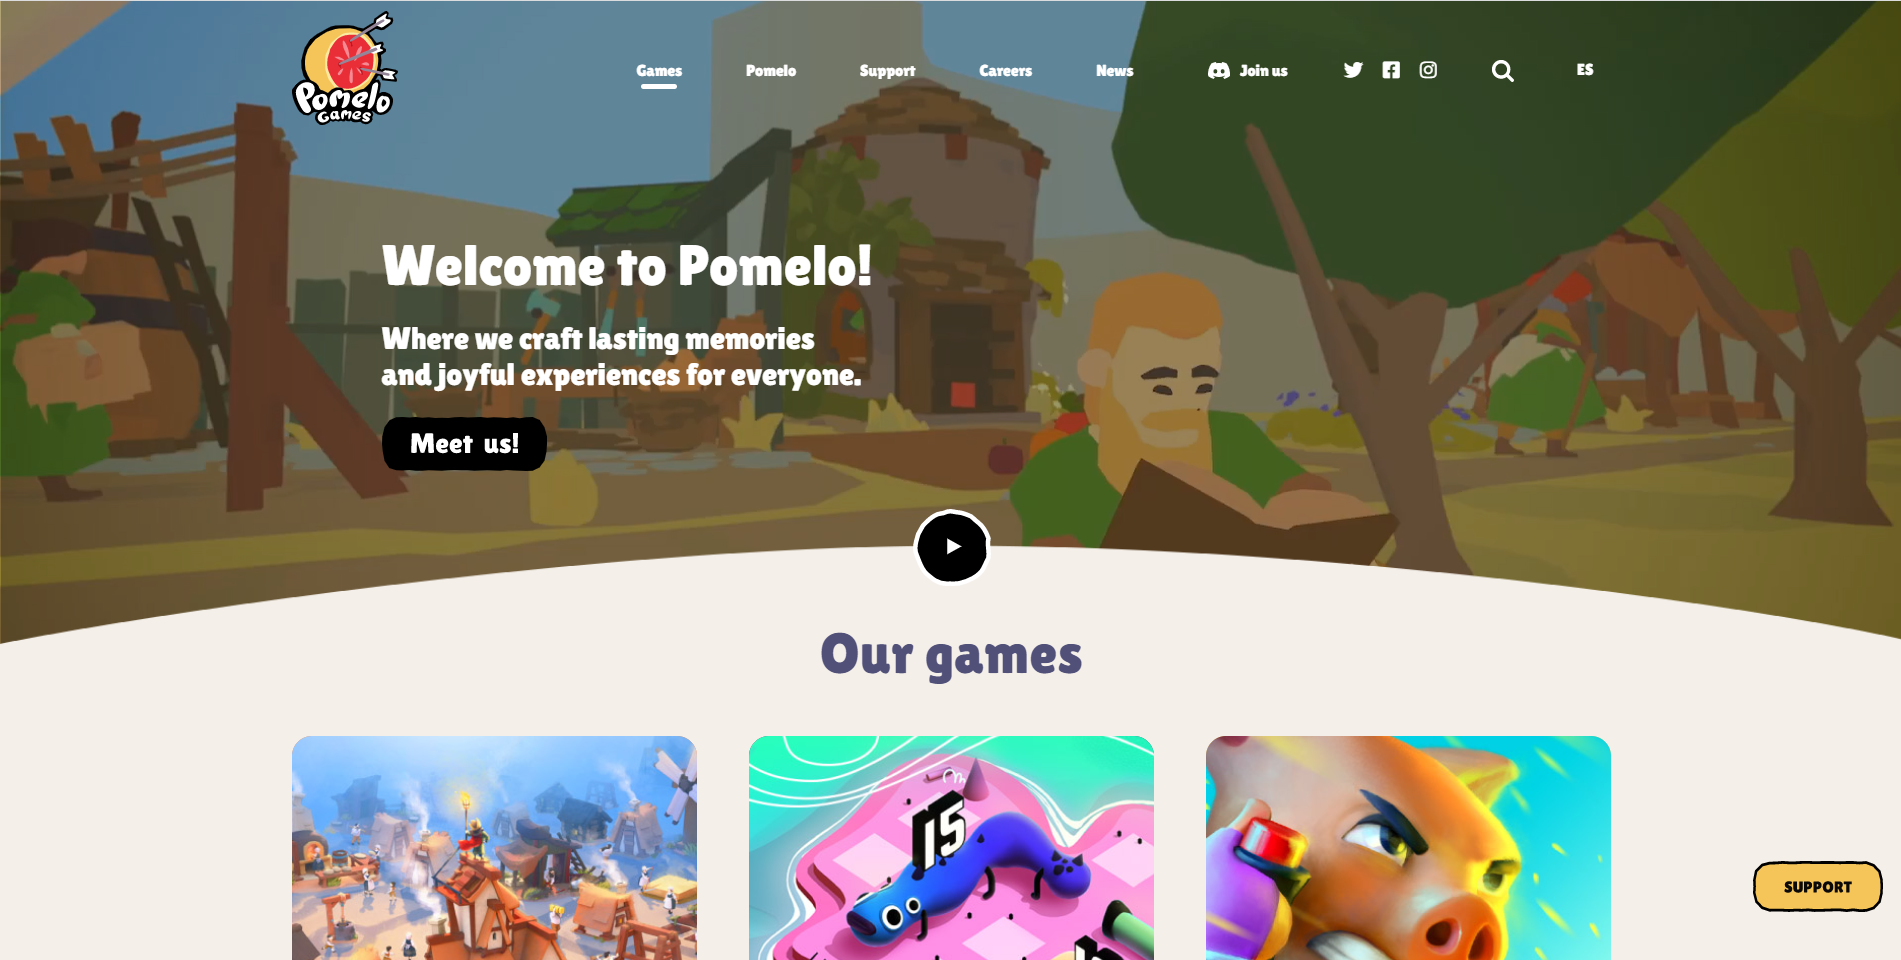 Pomelo
Games
Games
Pomelo
Support
Careers
News
Join us
ES
Welcome to Pomelo!
Where we craft lasting memories
and joyful experiences for everyone.
Meet us!
Our games
15
SUPPORT